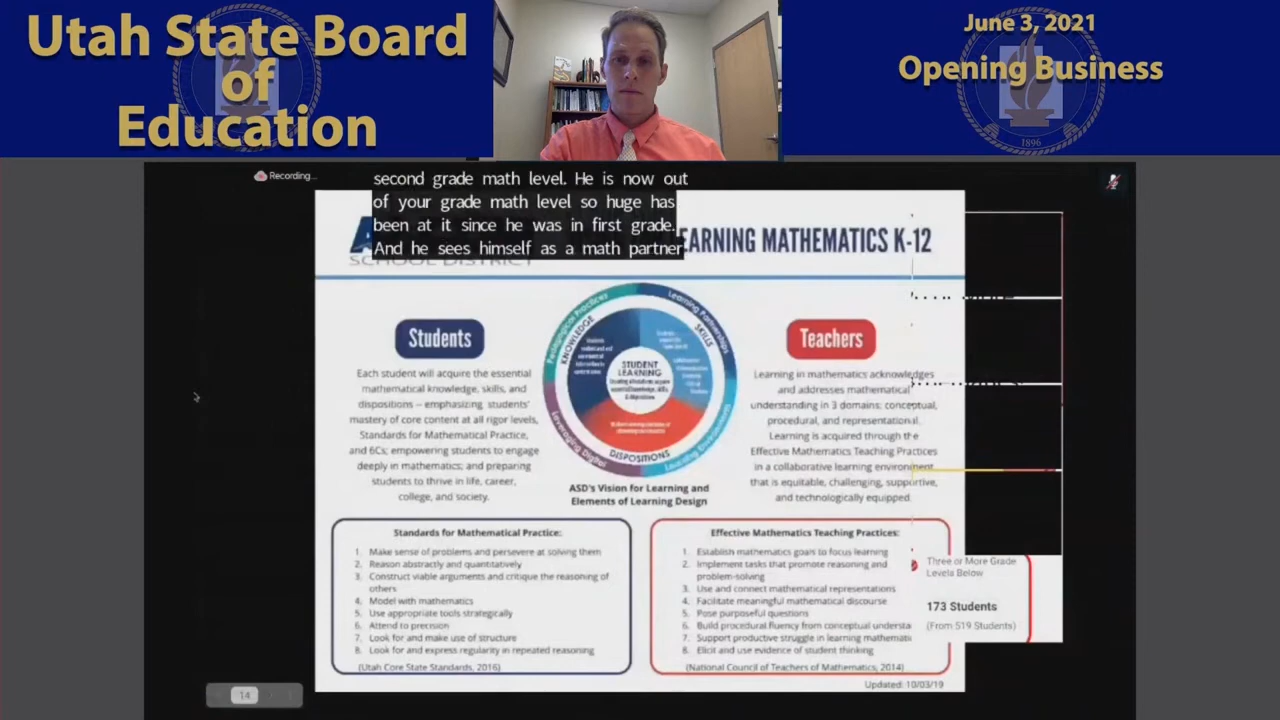 Utah State Board
of
Education
June 3, 2021
Opening Business
1896
Recording...
second grade math level. He is now out
of your grade math level so huge has
been at it since he was in first grade.
And he sees himself as a math partner
EARNING MATHEMATICS K-12
SCHOOL DISTRICT
Students
Each student will acquire the essential
mathematical knowledge, skills, and
dispositions – emphasizing students'
mastery of core content at all rigor levels,
Standards for Mathematical Practice,
and 6Cs; empowering students to engage
deeply in mathematics; and preparing
students to thrive in life, career,
college, and society.
Pedagogical Practices
Learning Partnerships
Leveraging Digital
Learning Environments
KNOWLEDGE
SKILLS
DISPOSITIONS
STUDENT
LEARNING
ASD's Vision for Learning and
Elements of Learning Design
Teachers
Learning in mathematics acknowledges
and addresses mathematical
understanding in 3 domains: conceptual,
procedural, and representational.
Learning is acquired through the
Effective Mathematics Teaching Practices
in a collaborative learning environment
that is equitable, challenging, supportive,
and technologically equipped.
Standards for Mathematical Practice:
1. Make sense of problems and persevere at solving them
2. Reason abstractly and quantitatively
3. Construct viable arguments and critique the reasoning of
others
4. Model with mathematics
5. Use appropriate tools strategically
6. Attend to precision
7. Look for and make use of structure
8. Look for and express regularity in repeated reasoning
(Utah Core State Standards, 2016)
Effective Mathematics Teaching Practices:
1. Establish mathematics goals to focus learning
2. Implement tasks that promote reasoning and
problem-solving
3. Use and connect mathematical representations
4. Facilitate meaningful mathematical discourse
5. Pose purposeful questions
6. Build procedural fluency from conceptual understa
7. Support productive struggle in learning mathemati
8. Elicit and use evidence of student thinking
(National Council of Teachers of Mathematics, 2014)
Three or More Grade
Levels Below
173 Students
(From 519 Students)
Updated: 10/03/19
14